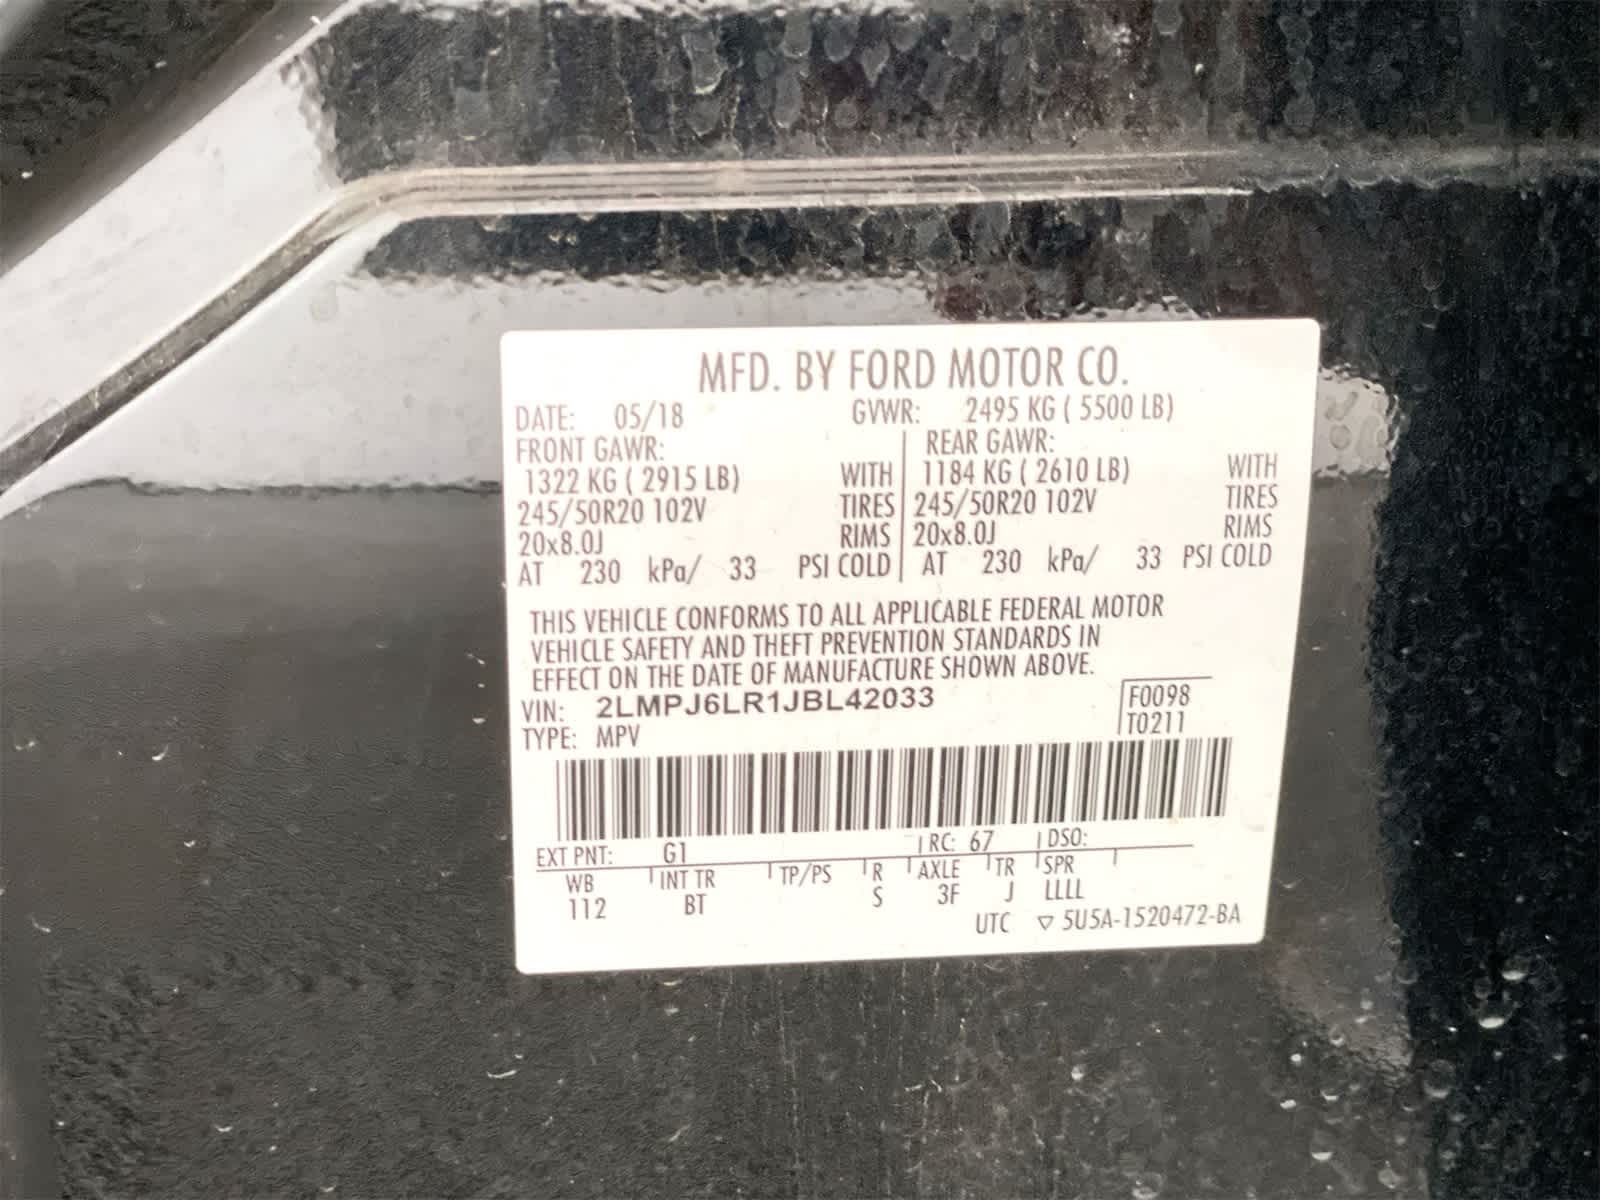 MFD. BY FORD MOTOR CO.
DATE: 05/18 GVWR: 2495 KG ( 5500 LB)
FRONT GAWR: REAR GAWR:
1322 KG ( 2915 LB) WITH 1184 KG ( 2610 LB) WITH
245/50R20 102V TIRES 245/50R20 102V TIRES
20x8.0J RIMS 20x8.0J RIMS
AT 230 kPa/ 33 PSI COLD AT 230 kPa/ 33 PSI COLD
THIS VEHICLE CONFORMS TO ALL APPLICABLE FEDERAL MOTOR
VEHICLE SAFETY AND THEFT PREVENTION STANDARDS IN
EFFECT ON THE DATE OF MANUFACTURE SHOWN ABOVE.
VIN: 2LMPJ6LR1JBL42033 F0098
TYPE: MPV T0211
EXT PNT: G1 RC: 67 DSO:
WB INT TR TP/PS R AXLE TR SPR
112 BT S 3F J LLLL
UTC ▽ 5U5A-1520472-BA